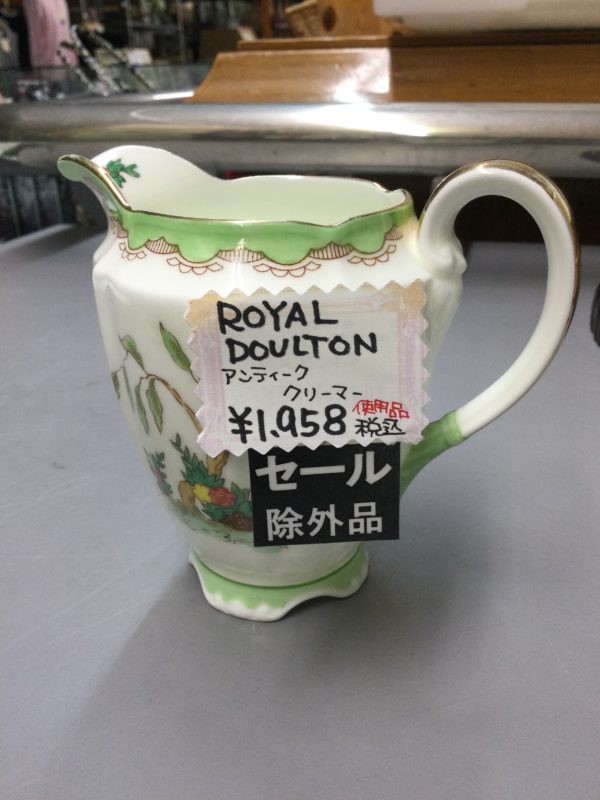 ROYAL
DOULTON
アンティーク
クリーマー
¥1.958 使用品
税込
セール
除外品